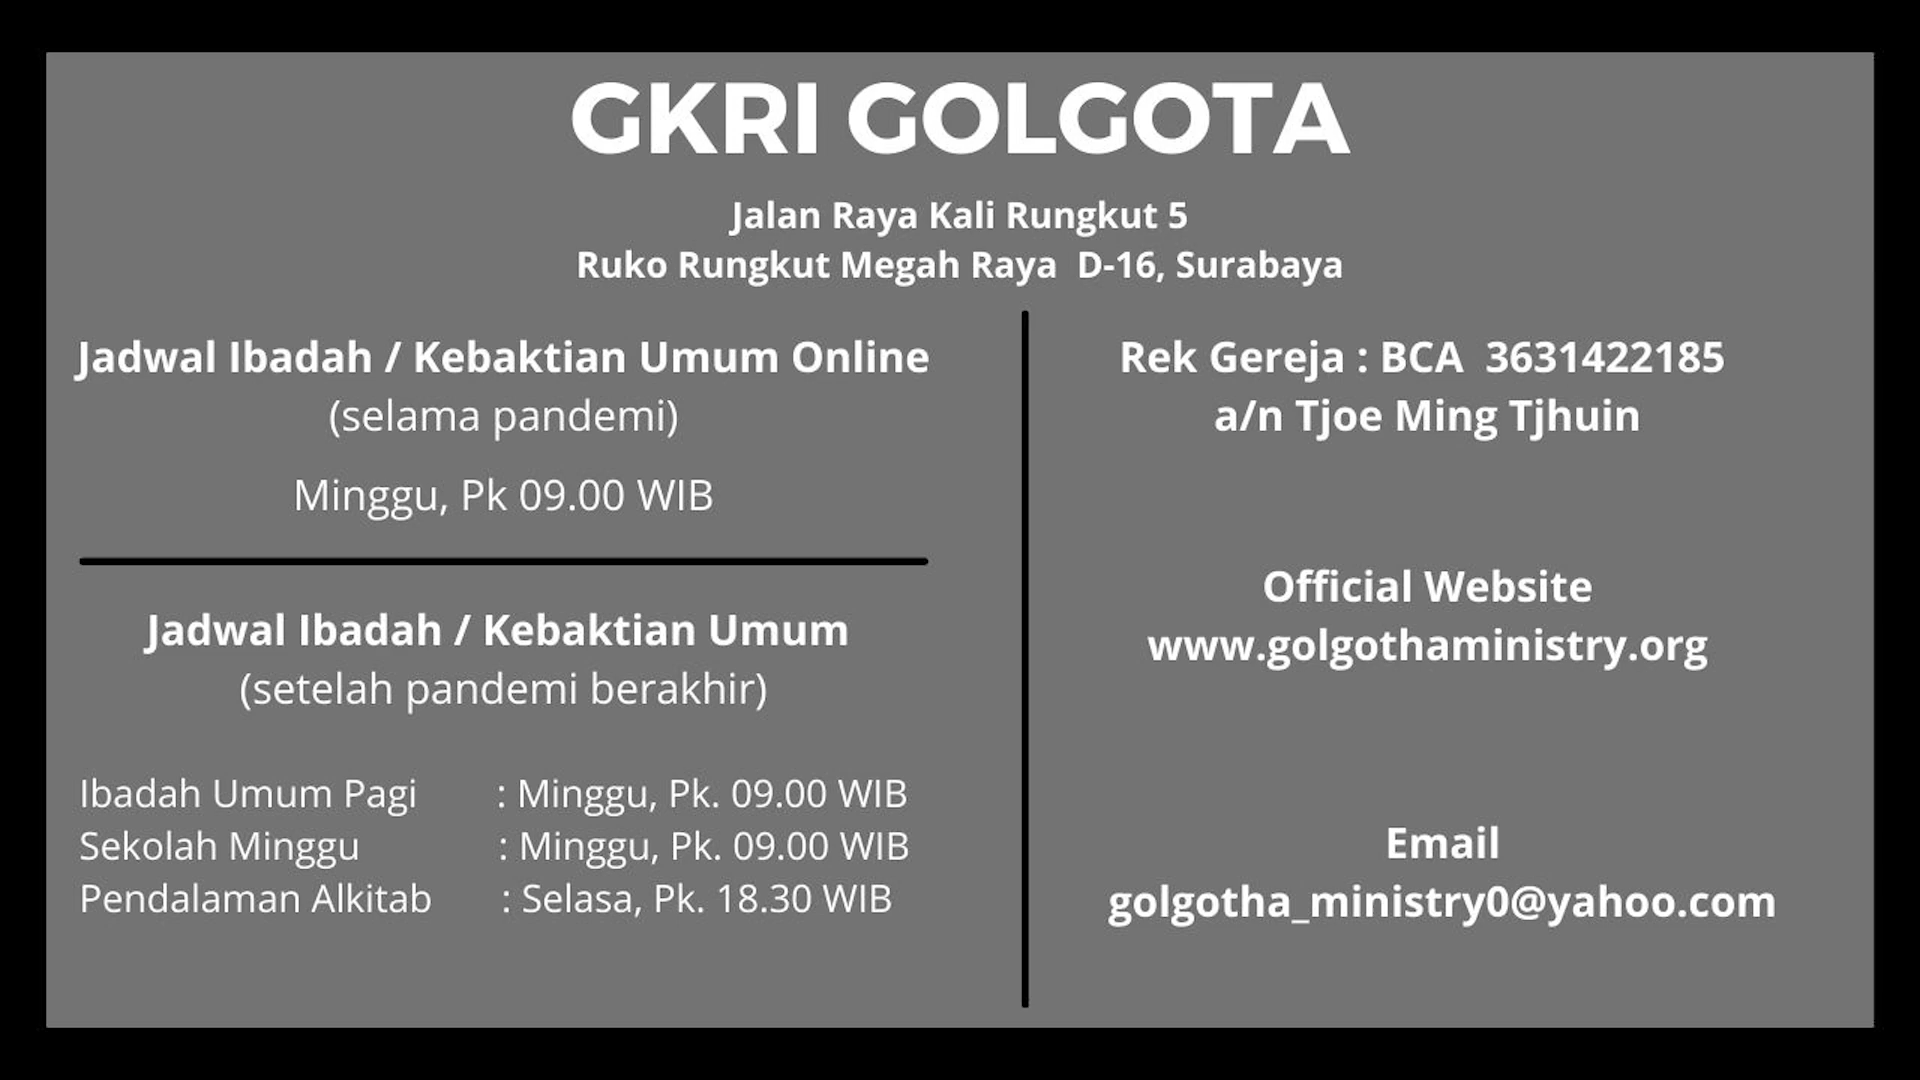 GKRI GOLGOTA
Jalan Raya Kali Rungkut 5
Ruko Rungkut Megah Raya  D-16, Surabaya
Jadwal Ibadah / Kebaktian Umum Online
(selama pandemi)
Minggu, Pk 09.00 WIB
Jadwal Ibadah / Kebaktian Umum
(setelah pandemi berakhir)
Ibadah Umum Pagi : Minggu, Pk. 09.00 WIB
Sekolah Minggu : Minggu, Pk. 09.00 WIB
Pendalaman Alkitab : Selasa, Pk. 18.30 WIB
Rek Gereja : BCA  3631422185
a/n Tjoe Ming Tjhuin
Official Website
www.golgothaministry.org
Email
golgotha_ministry0@yahoo.com